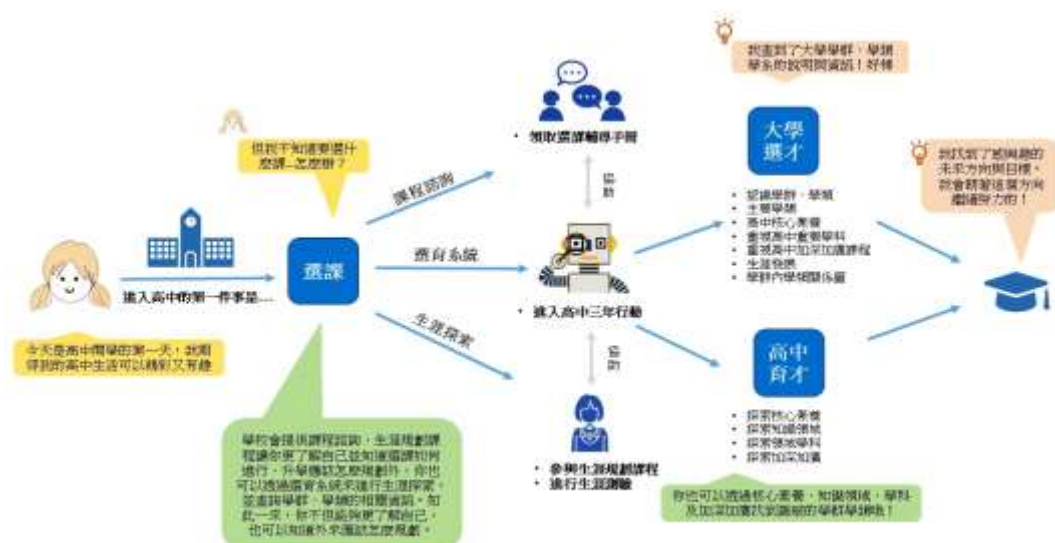 今天是高中開學的第一天，我期
待我的高中生活可以精彩又有趣
進入高中的第一件事是....
但我不知道要選什
麼課...怎麼辦？
選課
學校會提供課程諮詢，生涯規劃課
程讓你更了解自己並知道選課如何
進行，升學應該怎麼規劃外，你也
可以透過選育系統來進行生涯探索，
並查詢學群、學類的相關資訊。如
此一來，你不但能夠更了解自己，
也可以知道外來應該怎麼規劃。
課程諮詢
選育系統
生涯探索
• 領取選課輔導手冊
協助
• 進入高中三年行動
協助
• 參與生涯規劃課程
• 進行生涯測驗
我查到了大學學群、學類
學系的說明與資訊！好棒
大學
選才
• 認識學群、學類
• 主要學類
• 高中核心素養
• 重視高中重要學科
• 重視高中加深加廣課程
• 生涯發展
• 學群內學類關係圖
高中
育才
• 探索核心素養
• 探索知識領域
• 探索領域學科
• 探索加深加廣
你也可以透過核心素養，知識領域，學科
及加深加廣找到
的學群學類哦！
我找到了感興趣的
未來方向與目標。
我會朝著這個方向
繼續努力的！